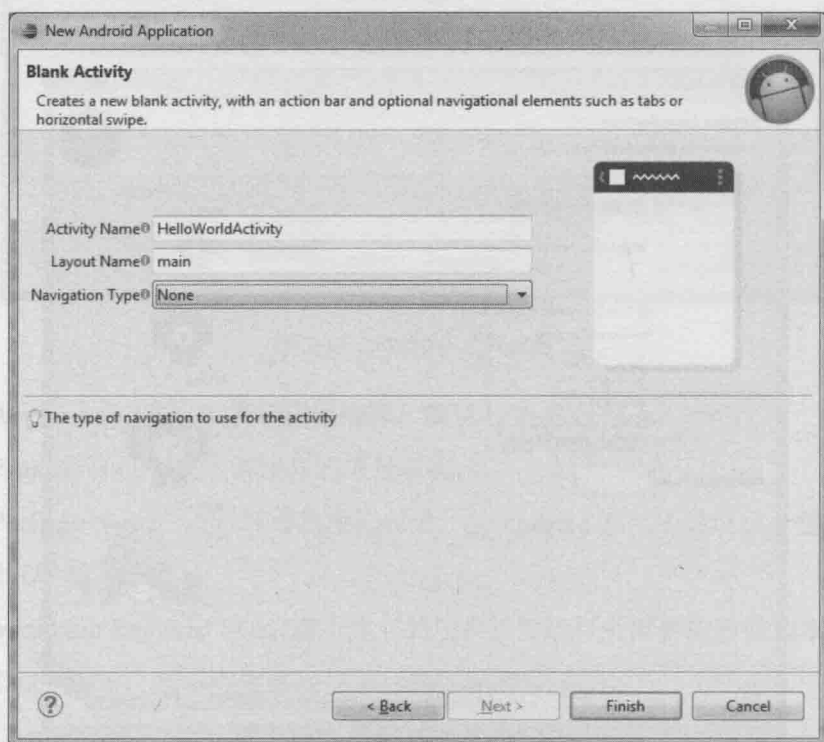 New Android Application
Blank Activity
Creates a new blank activity, with an action bar and optional navigational elements such as tabs or
horizontal swipe.
Activity Name HelloWorldActivity
Layout Name main
Navigation Type None
The type of navigation to use for the activity
< Back
Next >
Finish
Cancel